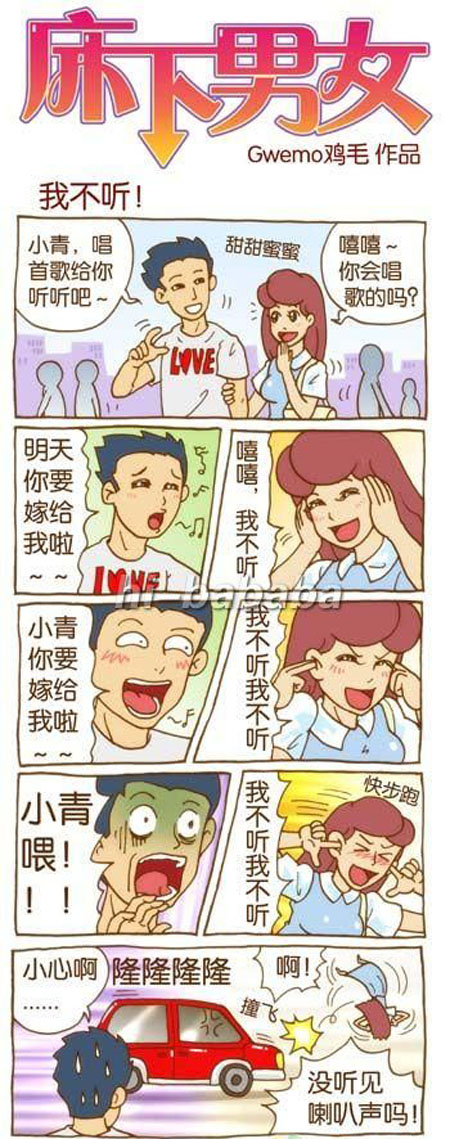 床下男女
Gwemo鸡毛 作品
我不听！
小青，唱
首歌给你
听听吧～
甜甜蜜蜜
嘻嘻～
你会唱
歌的吗？
明天
你要
嫁给
我啦
～～
嘻嘻，我不听
LOVE
LOVE
hi bababa
小青
你要
嫁给
我啦
～～
我不听我不听
小青
喂！
！！
我不听我不听
快步跑
小心啊
……
隆隆隆隆
撞飞
啊！
没听见
喇叭声吗！